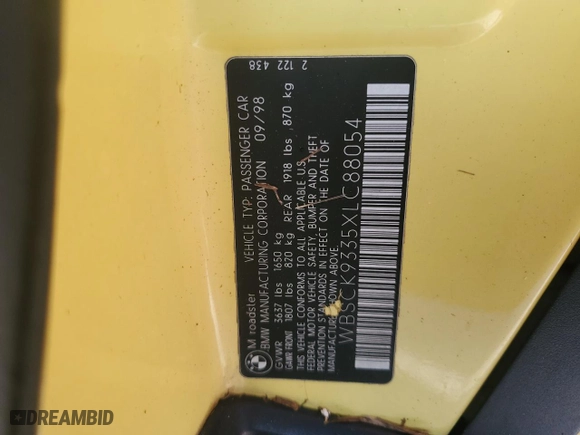 M roadster VEHICLE TYP: PASSENGER CAR
BMW MANUFACTURING CORPORATION 09/98
GVWR 3637 lbs 1650 kg
GAWR FRONT 1807 lbs 820 kg REAR 1918 lbs 870 kg
THIS VEHICLE CONFORMS TO ALL APPLICABLE U.S.
FEDERAL MOTOR VEHICLE SAFETY, BUMPER AND THEFT
PREVENTION STANDARDS IN EFFECT ON THE DATE OF
MANUFACTURE SHOWN ABOVE.
WBSCK9335XLC88054
2 122 438
DREAMBID